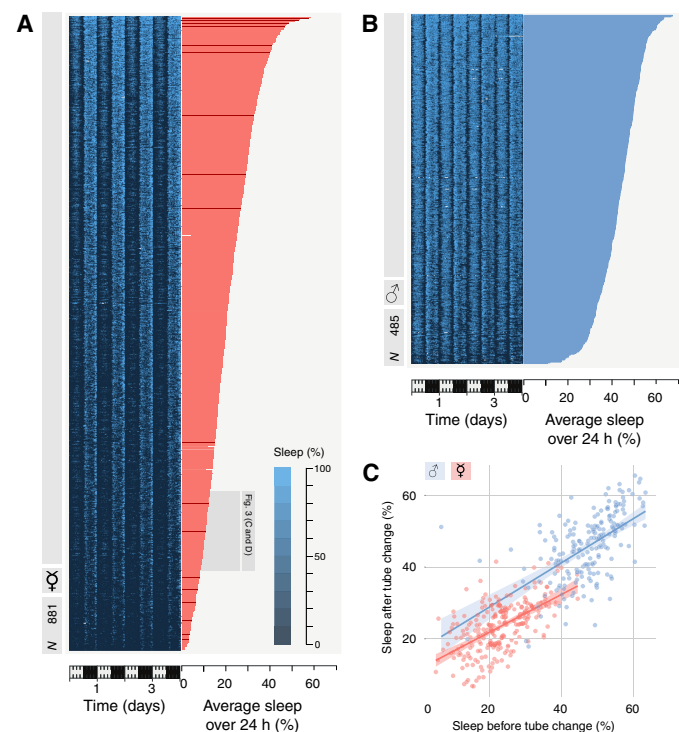 A
B
Sleep (%)
100
50
0
Fig. 3 (C and D)
N 881 ☿
1 3
Time (days)
0 20 40 60
Average sleep
over 24 h (%)
N 485 ♂
1 3
Time (days)
0 20 40 60
Average sleep
over 24 h (%)
C
♂ ☿
Sleep after tube change (%)
60
40
20
0 20 40 60
Sleep before tube change (%)